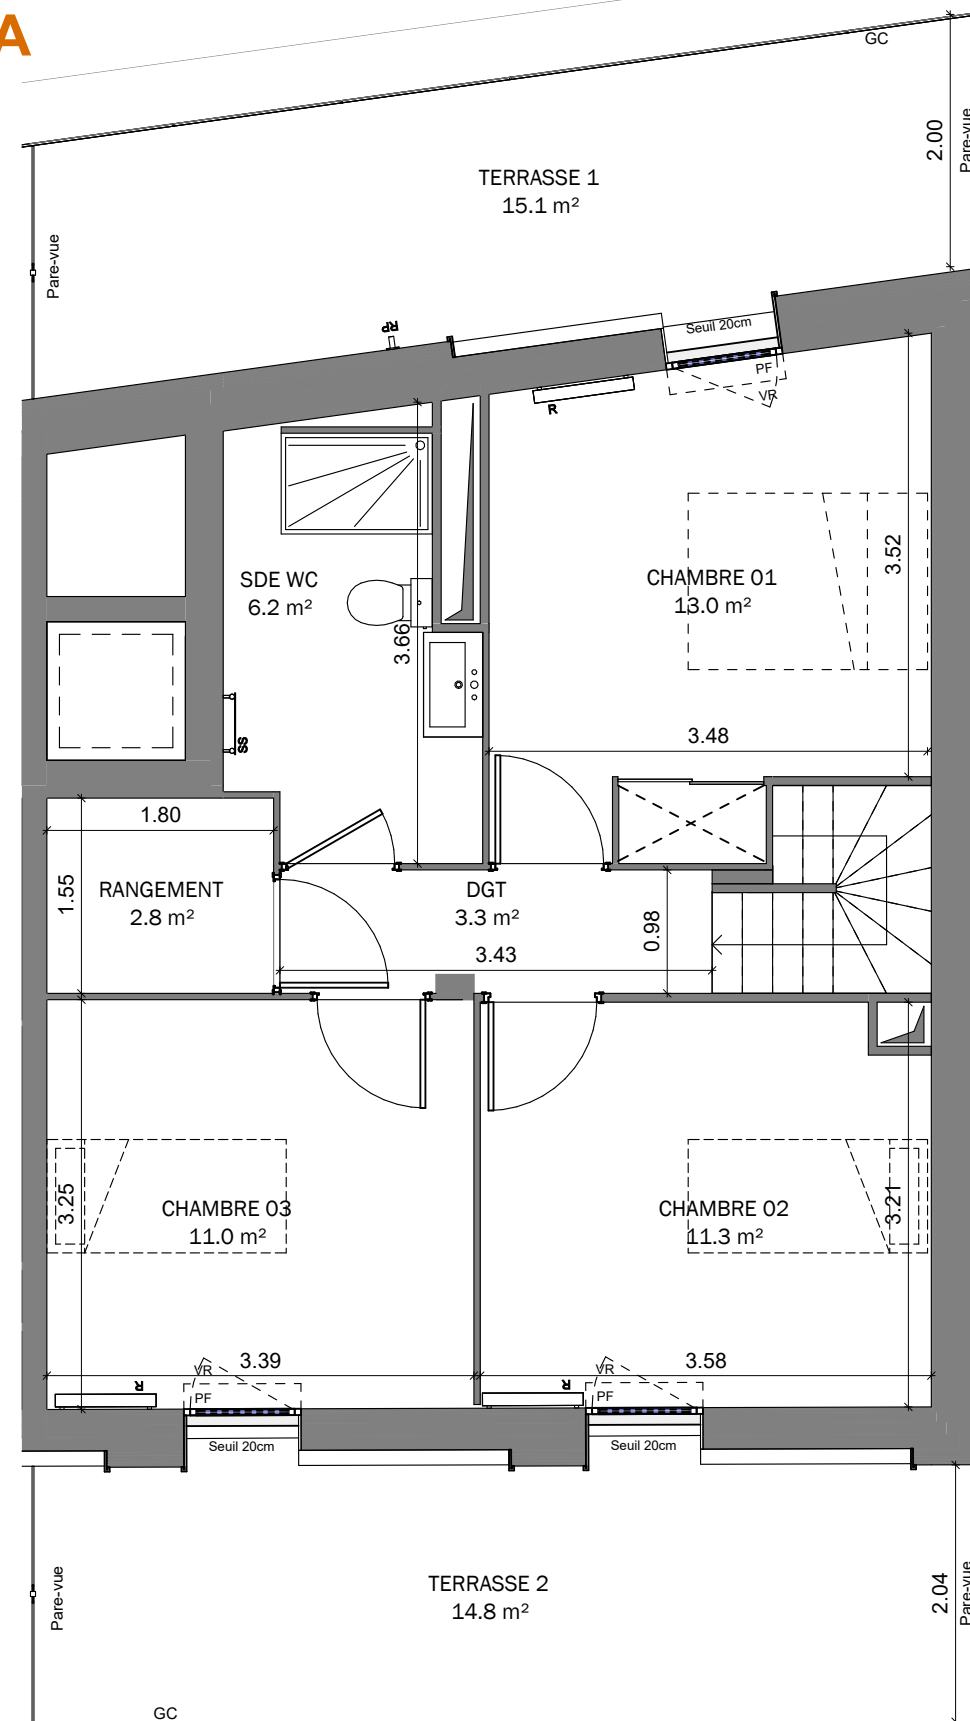 A
GC
2.00
Pare-vue
TERRASSE 1
15.1 m²
Pare-vue
RP
Seuil 20cm
PF
VR
R
3.52
SDE WC
6.2 m²
CHAMBRE 01
13.0 m²
3.66
SS
3.48
1.80
1.55
RANGEMENT
2.8 m²
DGT
3.3 m²
0.98
3.43
3.25
CHAMBRE 03
11.0 m²
CHAMBRE 02
11.3 m²
3.21
3.39
3.58
VR
PF
R
VR
PF
R
Seuil 20cm
Seuil 20cm
Pare-vue
TERRASSE 2
14.8 m²
2.04
Pare-vue
GC